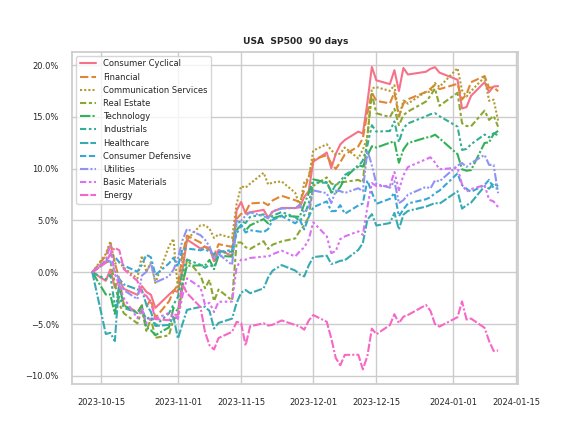 USA SP500 90 days
20.0%
15.0%
10.0%
5.0%
0.0%
−5.0%
−10.0%
Consumer Cyclical
Financial
Communication Services
Real Estate
Technology
Industrials
Healthcare
Consumer Defensive
Utilities
Basic Materials
Energy
2023-10-15 2023-11-01 2023-11-15 2023-12-01 2023-12-15 2024-01-01 2024-01-15